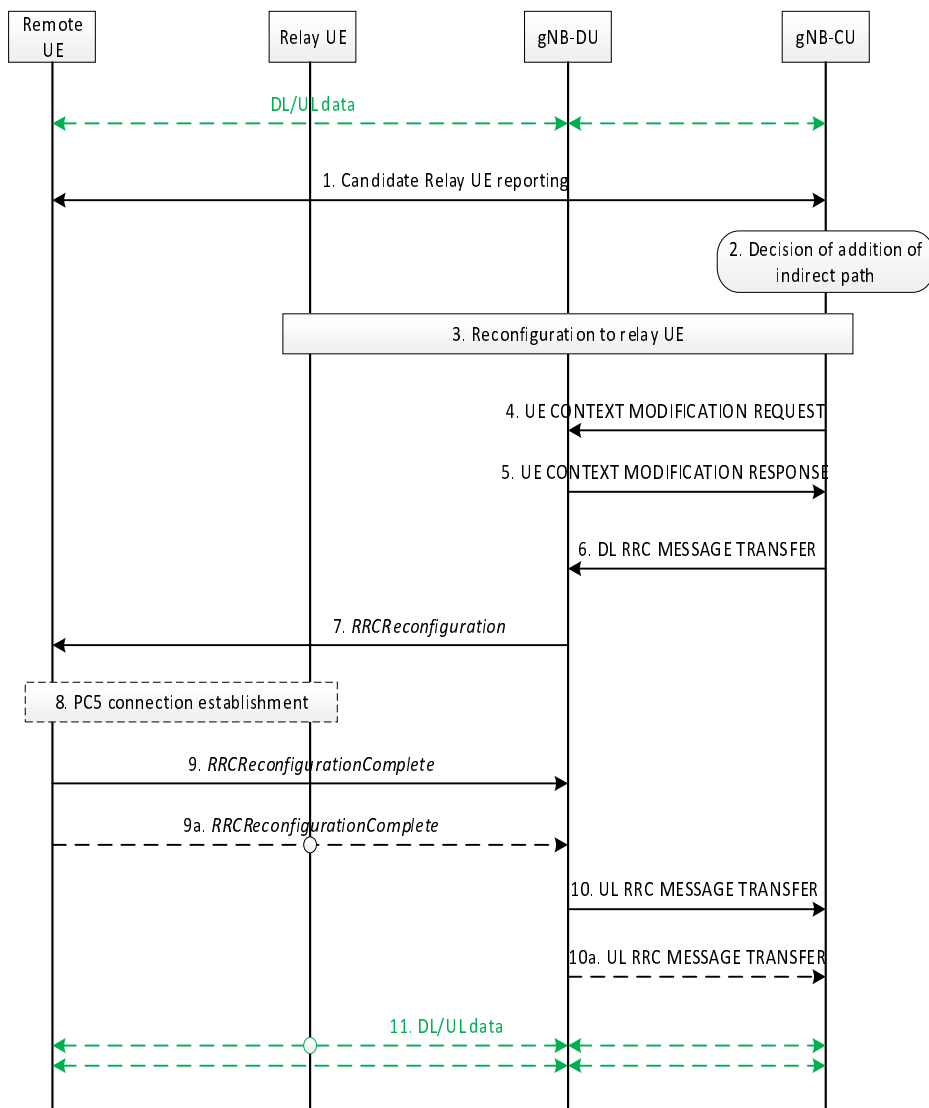 Remote
UE
Relay UE
gNB-DU
gNB-CU
DL/UL data
1. Candidate Relay UE reporting
2. Decision of addition of
indirect path
3. Reconfiguration to relay UE
4. UE CONTEXT MODIFICATION REQUEST
5. UE CONTEXT MODIFICATION RESPONSE
6. DL RRC MESSAGE TRANSFER
7. RRCReconfiguration
8. PC5 connection establishment
9. RRCReconfigurationComplete
9a. RRCReconfigurationComplete
10. UL RRC MESSAGE TRANSFER
10a. UL RRC MESSAGE TRANSFER
11. DL/UL data